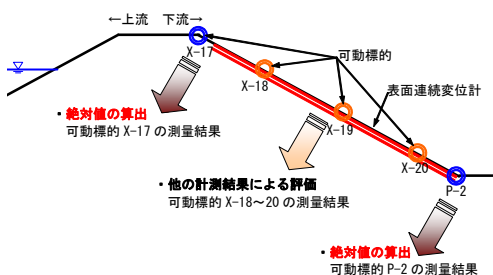 ←上流 下流→
X-17
可動標的
X-18
表面連続変位計
X-19
・絶対値の算出
可動標的 X-17 の測量結果
X-20
P-2
・他の計測結果による評価
可動標的 X-18～20 の測量結果
・絶対値の算出
可動標的 P-2 の測量結果